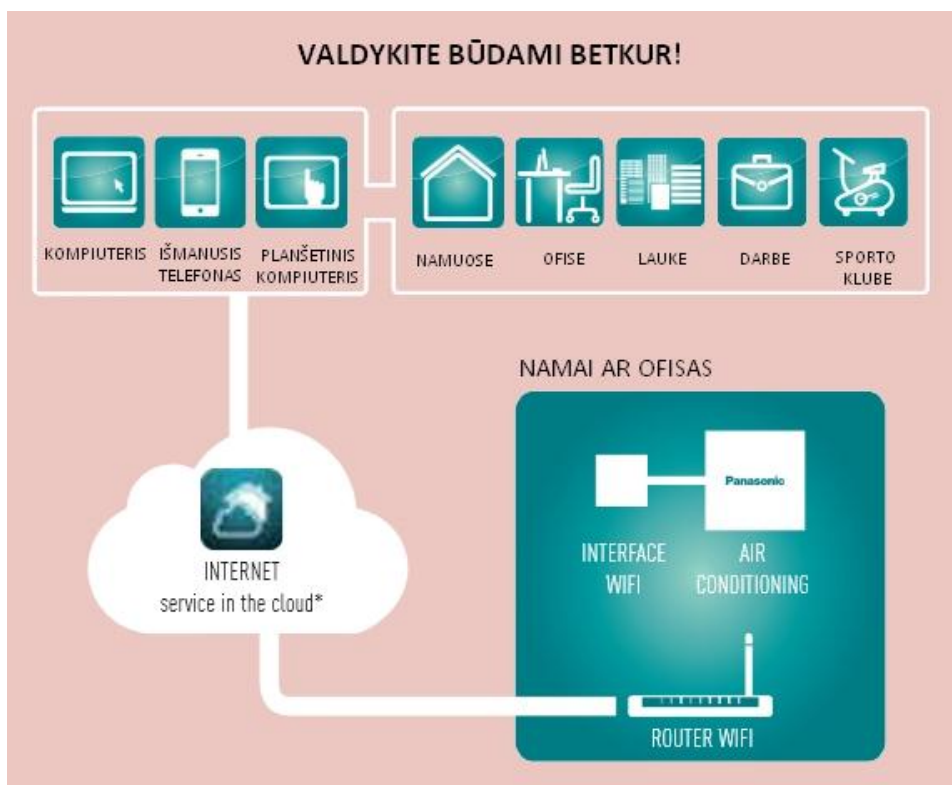 VALDYKITE BŪDAMI BETKUR!
KOMPIUTERIS
IŠMANUSIS
TELEFONAS
PLANŠETINIS
KOMPIUTERIS
NAMUOSE
OFISE
LAUKE
DARBE
SPORTO
KLUBE
NAMAI AR OFISAS
Panasonic
INTERFACE
WIFI
AIR
CONDITIONING
INTERNET
service in the cloud*
ROUTER WIFI